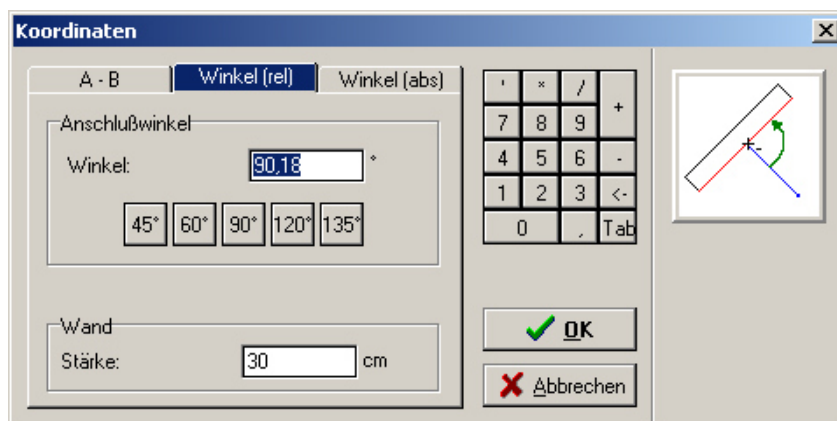 Koordinaten
A - B Winkel (rel) Winkel (abs)
Anschlußwinkel
Winkel: 90,18 °
45° 60° 90° 120° 135°
Wand
Stärke: 30 cm
' * / +
7 8 9
4 5 6 -
1 2 3 <-
0 , Tab
OK
Abbrechen